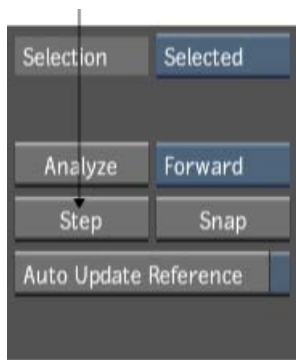 Selection Selected
Analyze Forward
Step Snap
Auto Update Reference